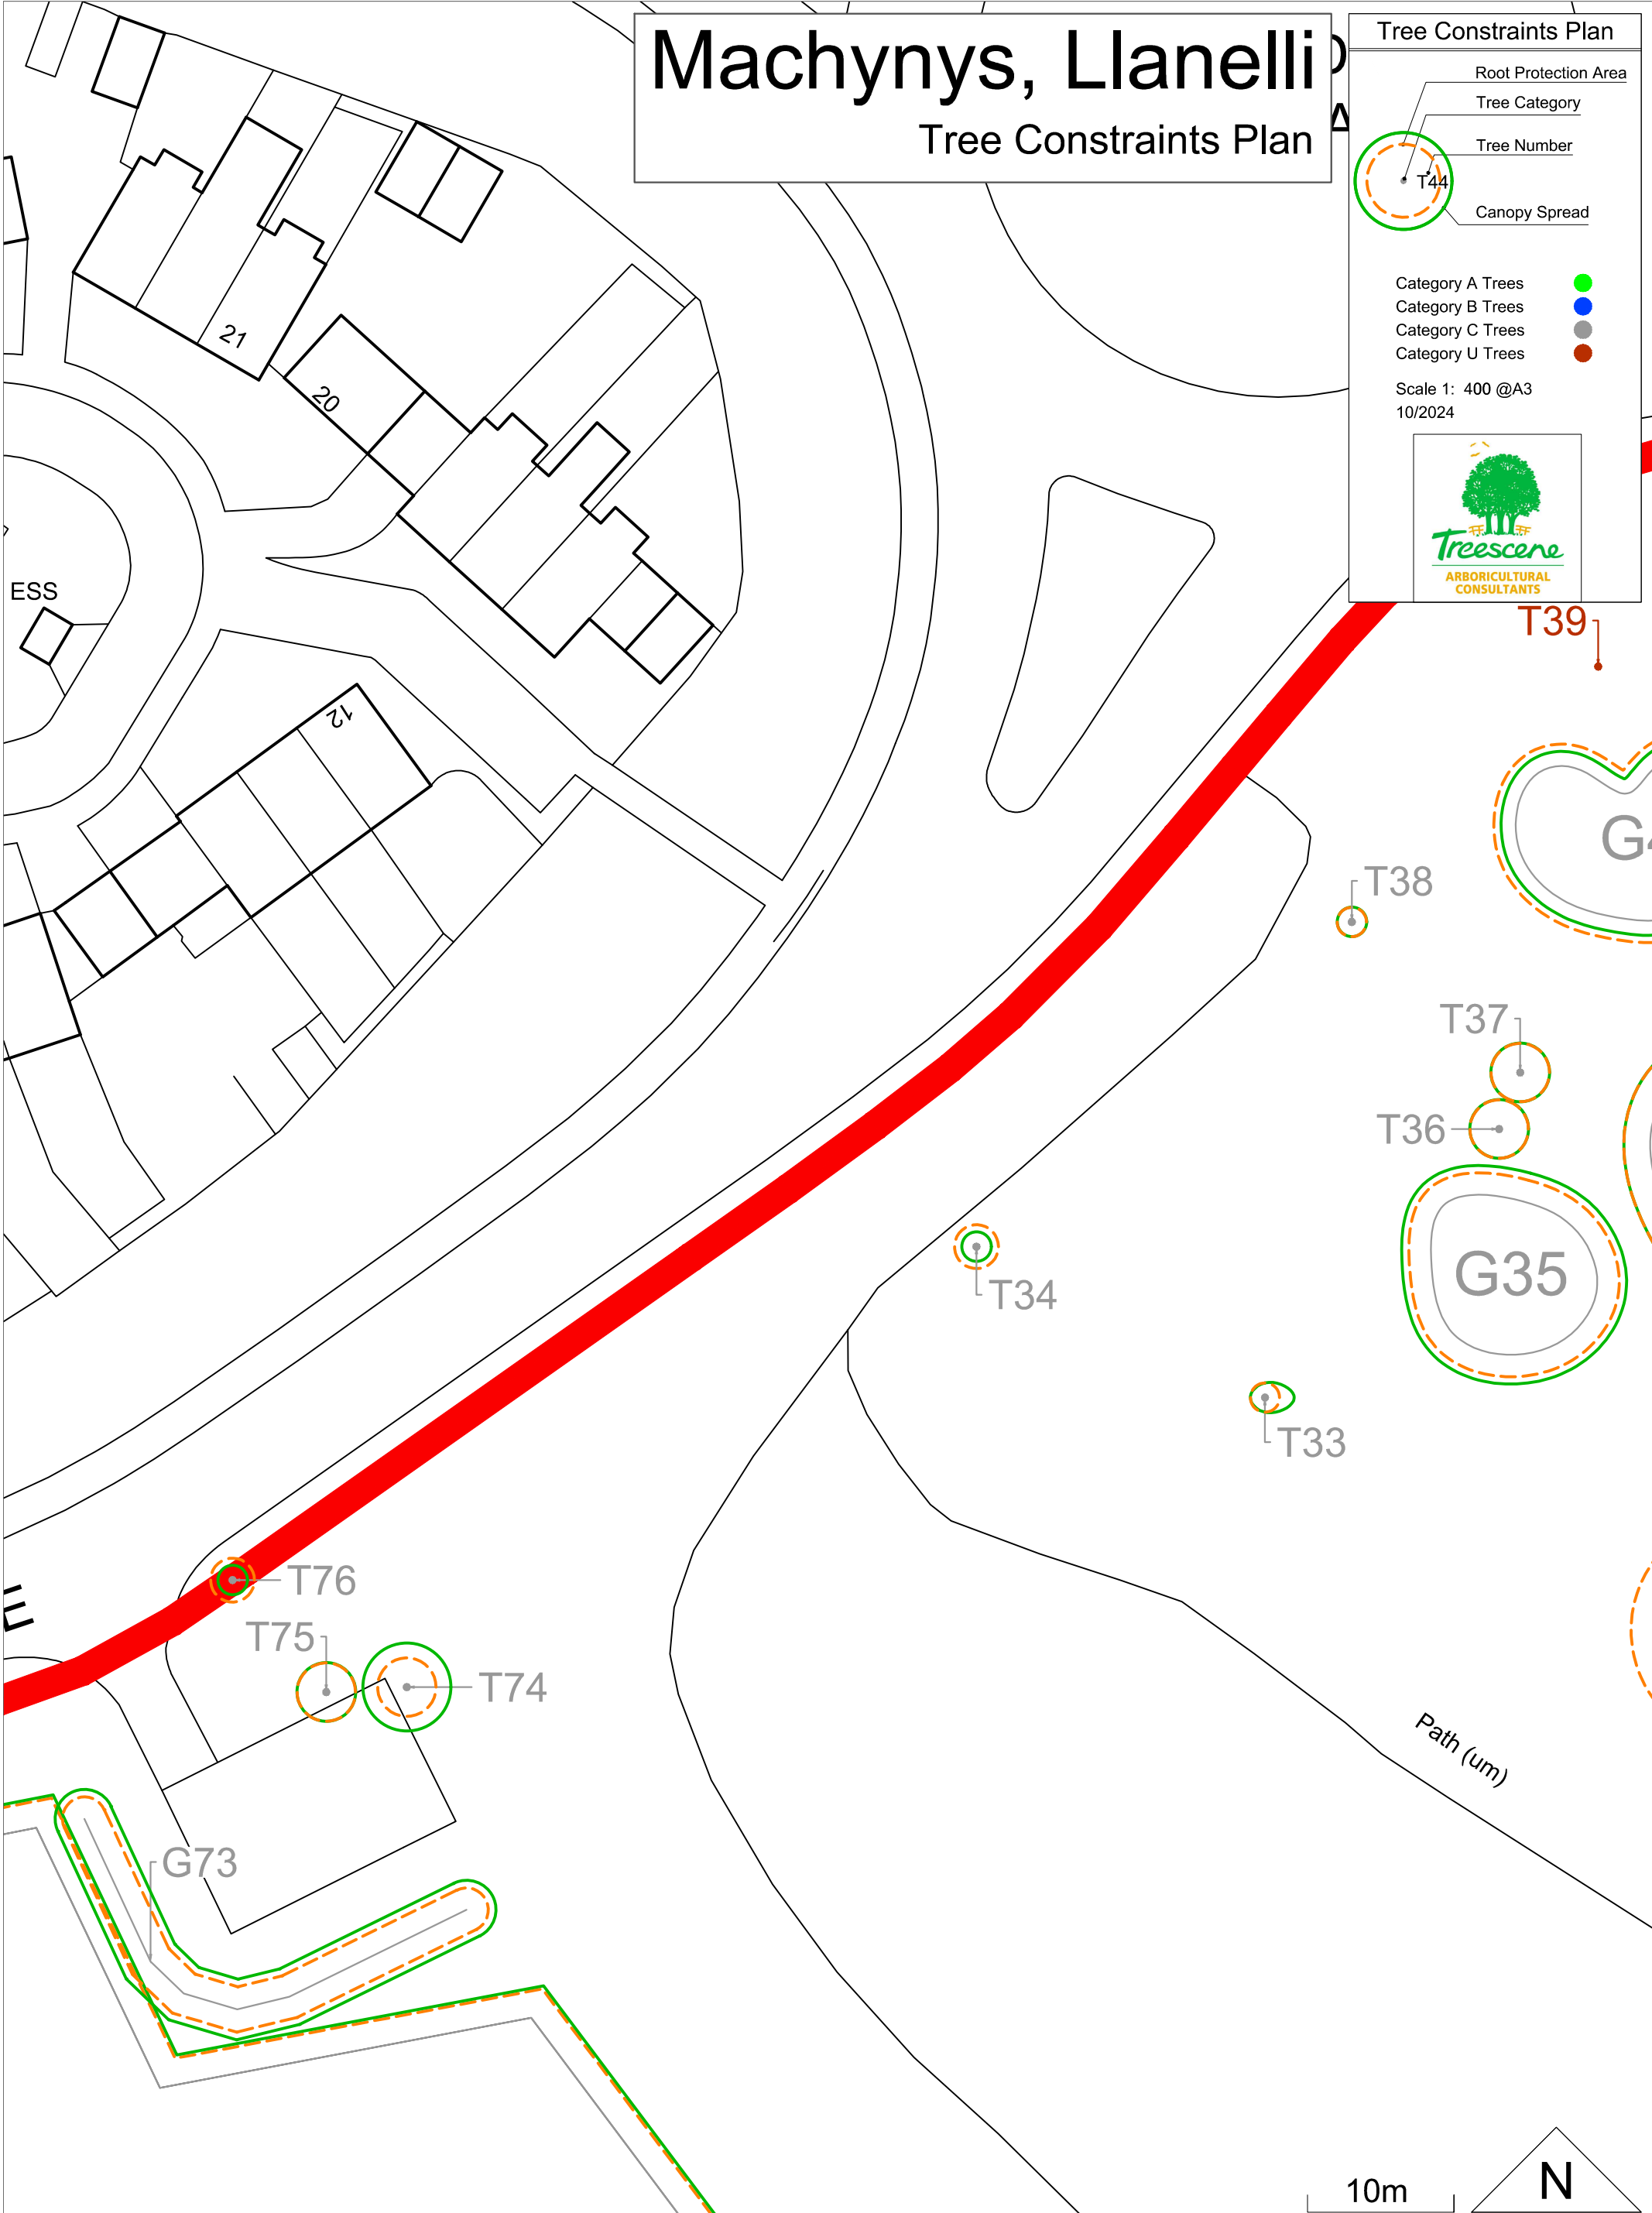 Machynys, Llanelli
Tree Constraints Plan
Tree Constraints Plan
Root Protection Area
Tree Category
Tree Number
T44
Canopy Spread
Category A Trees
Category B Trees
Category C Trees
Category U Trees
Scale 1: 400 @A3
10/2024
Treescene
ARBORICULTURAL
CONSULTANTS
21
20
ESS
12
T39
T38
T37
T36
G35
T34
T33
T76
T75
T74
E
G73
Path (um)
10m
N